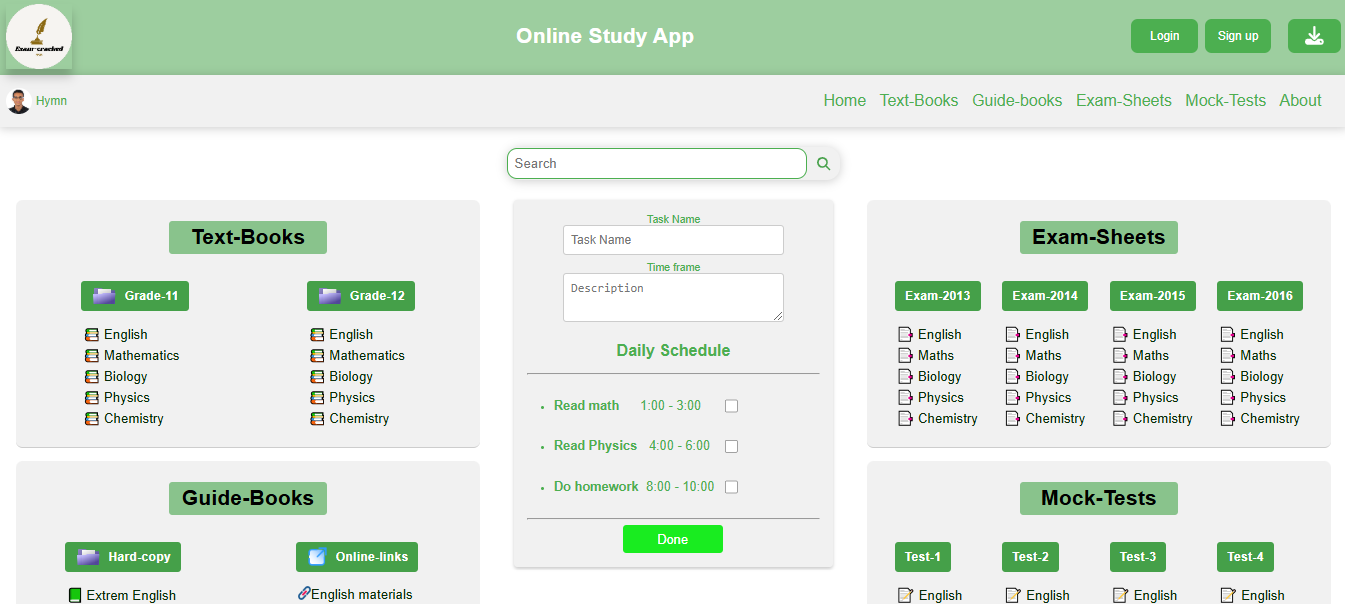 Online Study App
Login
Sign up
Exam-cracked
Hymn
Home Text-Books Guide-books Exam-Sheets Mock-Tests About
Search
Text-Books
Grade-11
English
Mathematics
Biology
Physics
Chemistry
Grade-12
English
Mathematics
Biology
Physics
Chemistry
Guide-Books
Hard-copy
Extrem English
Online-links
English materials
Task Name
Task Name
Time frame
Description
Daily Schedule
Read math 1:00 - 3:00
Read Physics 4:00 - 6:00
Do homework 8:00 - 10:00
Done
Exam-Sheets
Exam-2013
English
Maths
Biology
Physics
Chemistry
Exam-2014
English
Maths
Biology
Physics
Chemistry
Exam-2015
English
Maths
Biology
Physics
Chemistry
Exam-2016
English
Maths
Biology
Physics
Chemistry
Mock-Tests
Test-1
English
Test-2
English
Test-3
English
Test-4
English